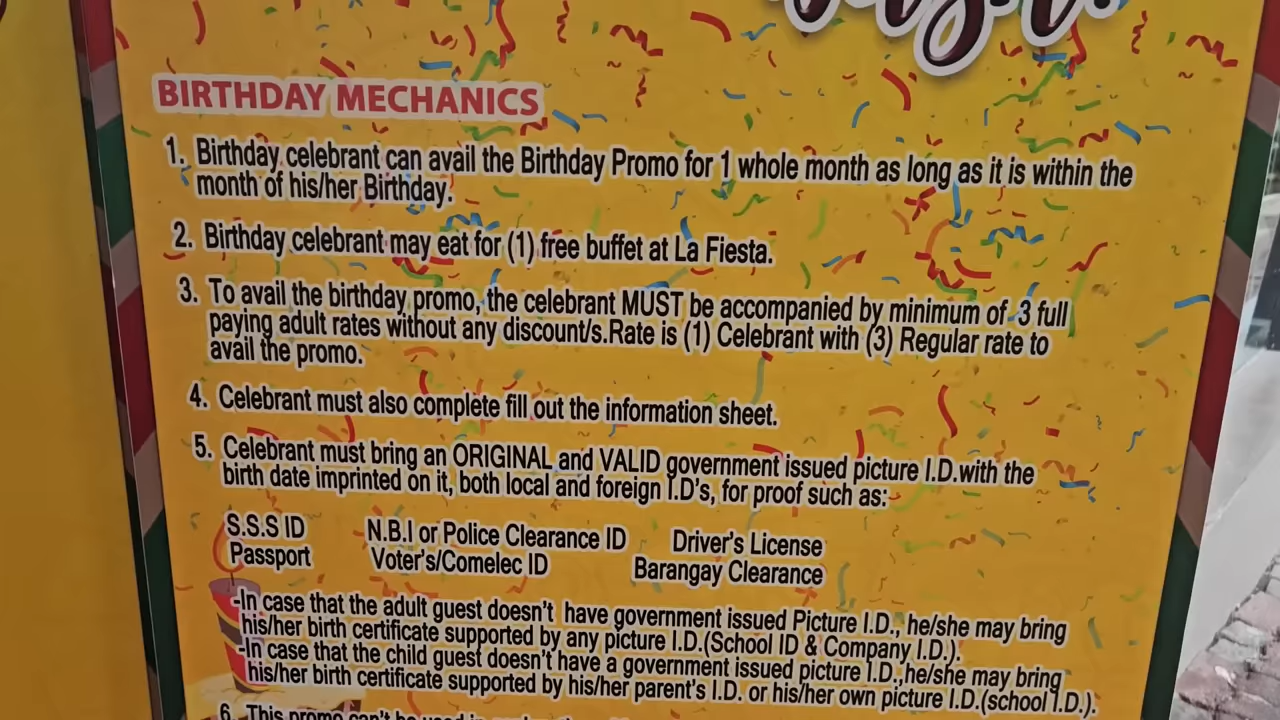 BIRTHDAY MECHANICS
1. Birthday celebrant can avail the Birthday Promo for 1 whole month as long as it is within the
month of his/her Birthday.
2. Birthday celebrant may eat for (1) free buffet at La Fiesta.
3. To avail the birthday promo, the celebrant MUST be accompanied by minimum of 3 full
paying adult rates without any discount/s.Rate is (1) Celebrant with (3) Regular rate to
avail the promo.
4. Celebrant must also complete fill out the information sheet.
5. Celebrant must bring an ORIGINAL and VALID government issued picture I.D.with the
birth date imprinted on it, both local and foreign I.D's, for proof such as:
S.S.S ID N.B.I or Police Clearance ID Driver's License
Passport Voter's/Comelec ID Barangay Clearance
-In case that the adult guest doesn't have government issued Picture I.D., he/she may bring
his/her birth certificate supported by any picture I.D.(School ID & Company I.D.).
-In case that the child guest doesn't have a government issued picture I.D.,he/she may bring
his/her birth certificate supported by his/her parent's I.D. or his/her own picture I.D.(school I.D.).
6. This promo can't be used in